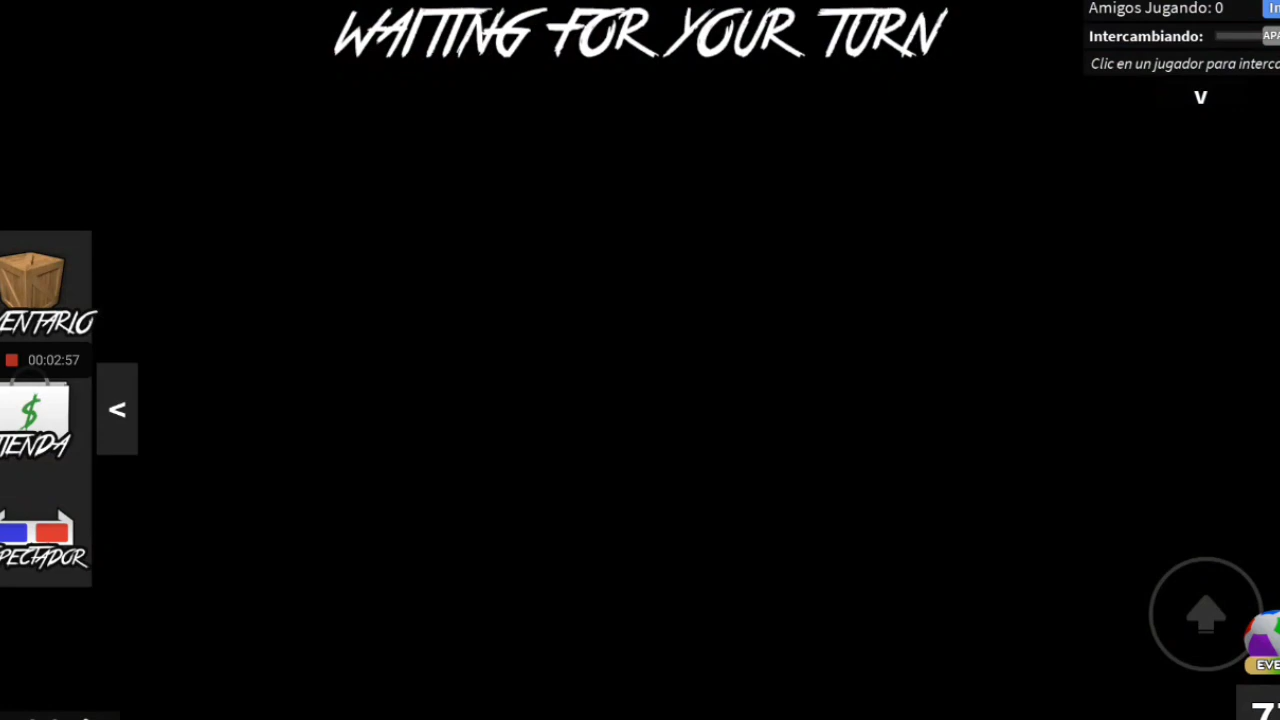 WAITING FOR YOUR TURN
Amigos Jugando: 0
Intercambiando:
Clic en un jugador para interca
V
ENTARIO
00:02:57
<
$
TIENDA
PECTADOR
EVE